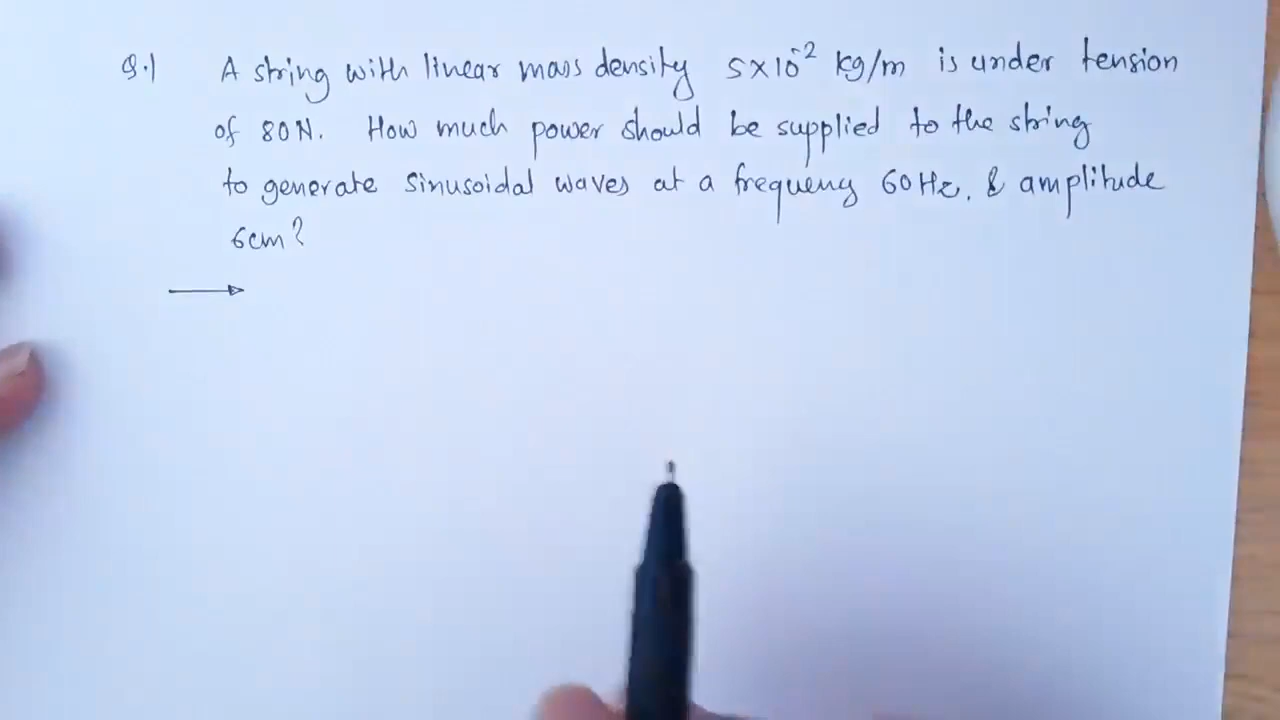 Q.1 A string with linear mass density 5×10⁻² kg/m is under tension
of 80N. How much power should be supplied to the string
to generate sinusoidal waves at a frequeny 60Hz. & amplitude
6cm?